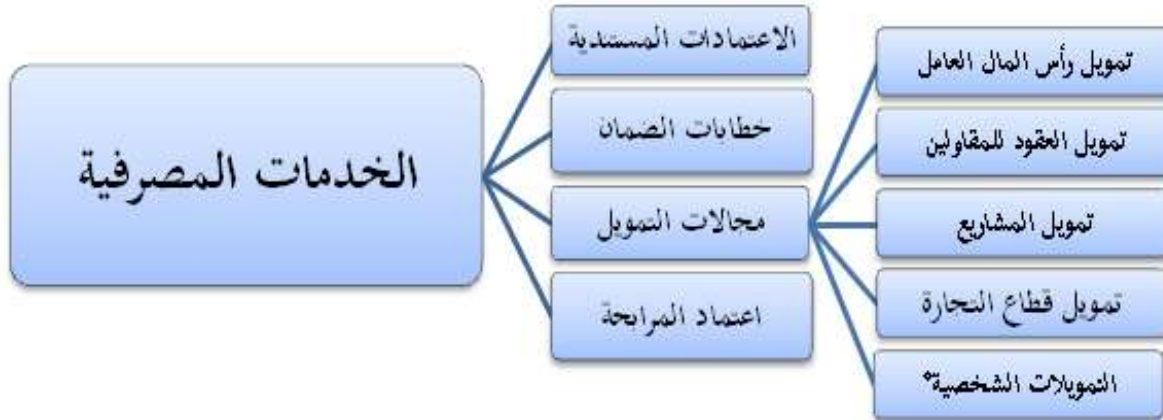 الخدمات المصرفية
الاعتمادات المستندية
خطابات الضمان
مجالات التمويل
اعتماد المرابحة
تمويل رأس المال العامل
تمويل العقود للمقاولين
تمويل المشاريع
تمويل قطاع التجارة
التمويلات الشخصية*